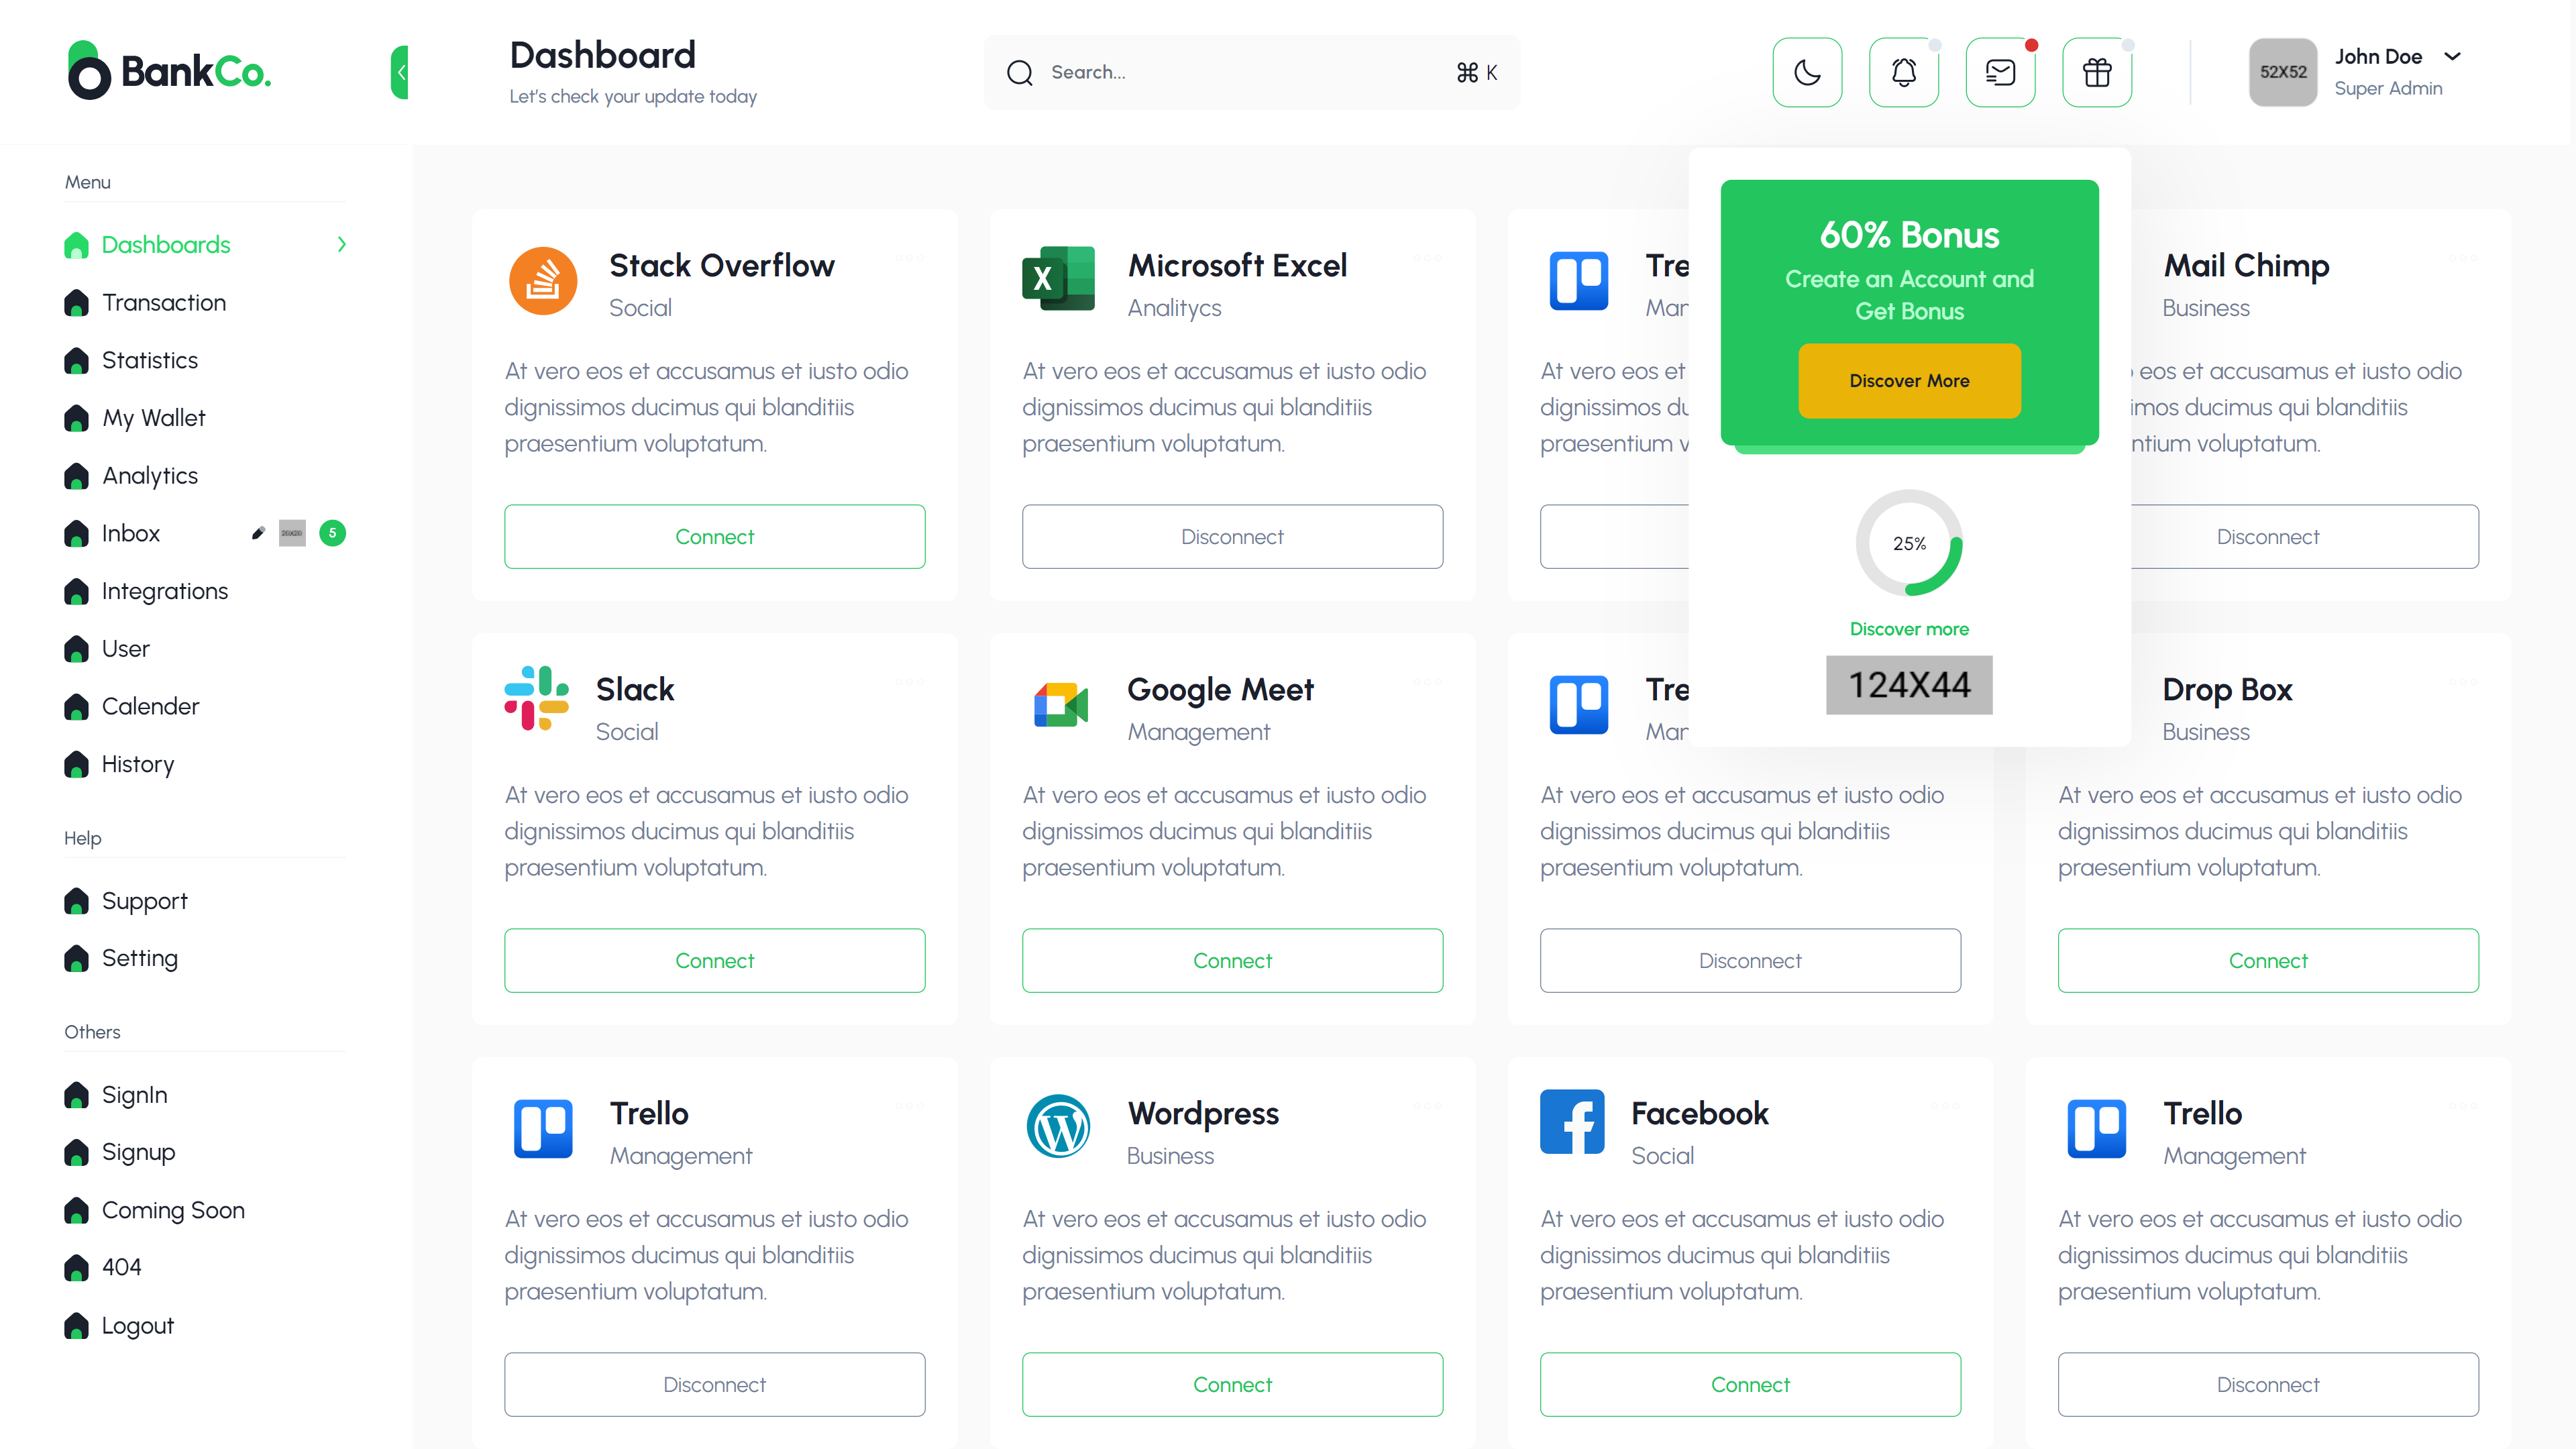 BankCo.
Dashboard
Let's check your update today
Search...
⌘ K
52X52
John Doe
Super Admin
Menu
Dashboards
Transaction
Statistics
My Wallet
Analytics
Inbox
5
Integrations
User
Calender
History
Help
Support
Setting
Others
SignIn
Signup
Coming Soon
404
Logout
Stack Overflow
Social
At vero eos et accusamus et iusto odio
dignissimos ducimus qui blanditiis
praesentium voluptatum.
Connect
Microsoft Excel
Analitycs
At vero eos et accusamus et iusto odio
dignissimos ducimus qui blanditiis
praesentium voluptatum.
Disconnect
Tre
Mar
At vero eos et
dignissimos du
praesentium v
60% Bonus
Create an Account and
Get Bonus
Discover More
25%
Discover more
124X44
Mail Chimp
Business
eos et accusamus et iusto odio
imos ducimus qui blanditiis
ntium voluptatum.
Disconnect
Slack
Social
At vero eos et accusamus et iusto odio
dignissimos ducimus qui blanditiis
praesentium voluptatum.
Connect
Google Meet
Management
At vero eos et accusamus et iusto odio
dignissimos ducimus qui blanditiis
praesentium voluptatum.
Connect
Tre
Mar
At vero eos et accusamus et iusto odio
dignissimos ducimus qui blanditiis
praesentium voluptatum.
Disconnect
Drop Box
Business
At vero eos et accusamus et iusto odio
dignissimos ducimus qui blanditiis
praesentium voluptatum.
Connect
Trello
Management
At vero eos et accusamus et iusto odio
dignissimos ducimus qui blanditiis
praesentium voluptatum.
Disconnect
Wordpress
Business
At vero eos et accusamus et iusto odio
dignissimos ducimus qui blanditiis
praesentium voluptatum.
Connect
Facebook
Social
At vero eos et accusamus et iusto odio
dignissimos ducimus qui blanditiis
praesentium voluptatum.
Connect
Trello
Management
At vero eos et accusamus et iusto odio
dignissimos ducimus qui blanditiis
praesentium voluptatum.
Disconnect